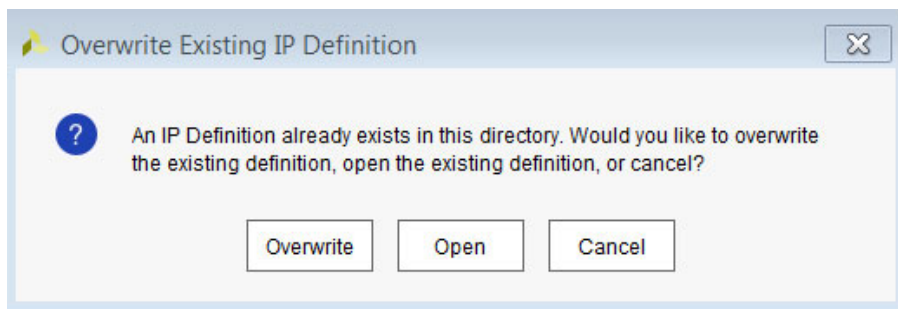 Overwrite Existing IP Definition
An IP Definition already exists in this directory. Would you like to overwrite
the existing definition, open the existing definition, or cancel?
Overwrite Open Cancel